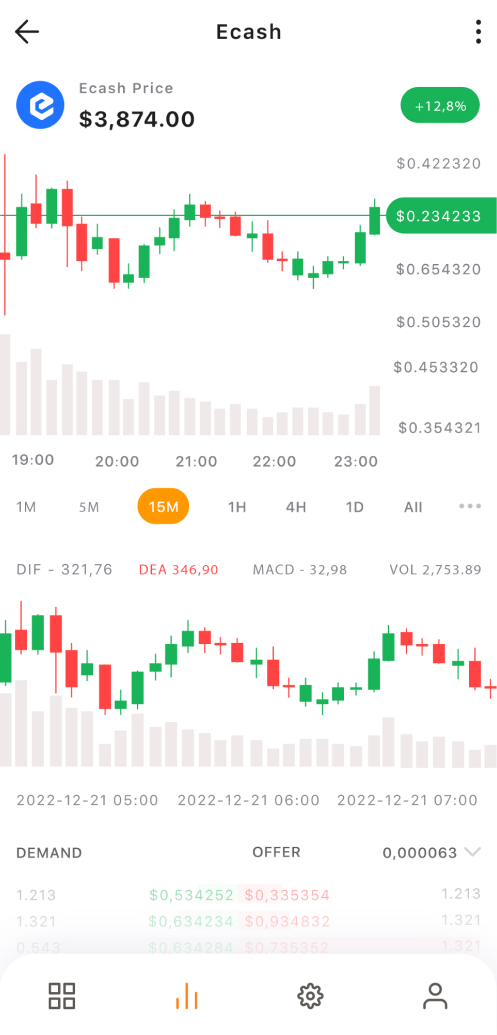 Ecash
Ecash Price
$3,874.00
+12,8%
$0.422320
$0.234233
$0.654320
$0.505320
$0.453320
$0.354321
19:00 20:00 21:00 22:00 23:00
1M 5M 15M 1H 4H 1D All
DIF - 321,76 DEA 346,90 MACD - 32,98 VOL 2,753.89
2022-12-21 05:00 2022-12-21 06:00 2022-12-21 07:00
DEMAND OFFER 0,000063
1.213 $0,534252 $0,335354 1.213
1.321 $0,634234 $0,934832 1.321
0.543 $0,634284 $0,735352 1.321